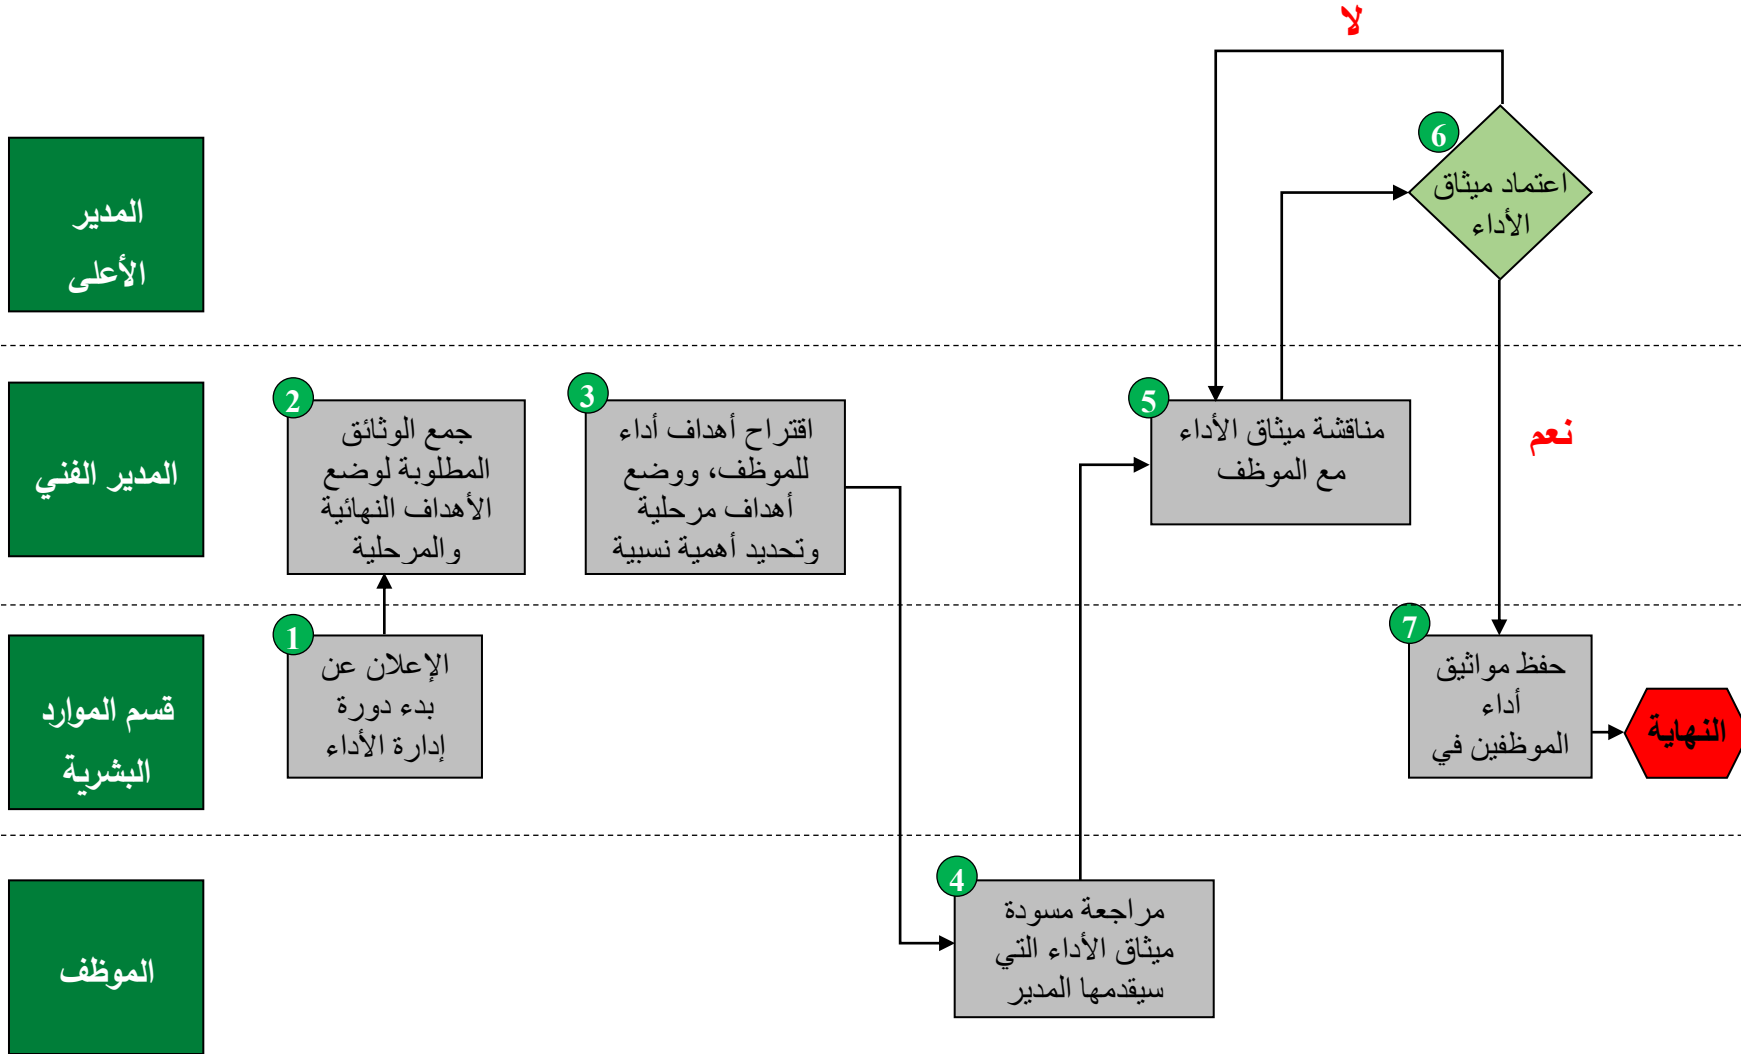 لا
6
اعتماد ميثاق
الأداء
المدير
الأعلى
2
جمع الوثائق
المطلوبة لوضع
الأهداف النهائية
والمرحلية
3
اقتراح أهداف أداء
للموظف، ووضع
أهداف مرحلية
وتحديد أهمية نسبية
5
مناقشة ميثاق الأداء
مع الموظف
نعم
المدير الفني
1
الإعلان عن
بدء دورة
إدارة الأداء
7
حفظ مواثيق
أداء
الموظفين في
النهاية
قسم الموارد
البشرية
4
مراجعة مسودة
ميثاق الأداء التي
سيقدمها المدير
الموظف